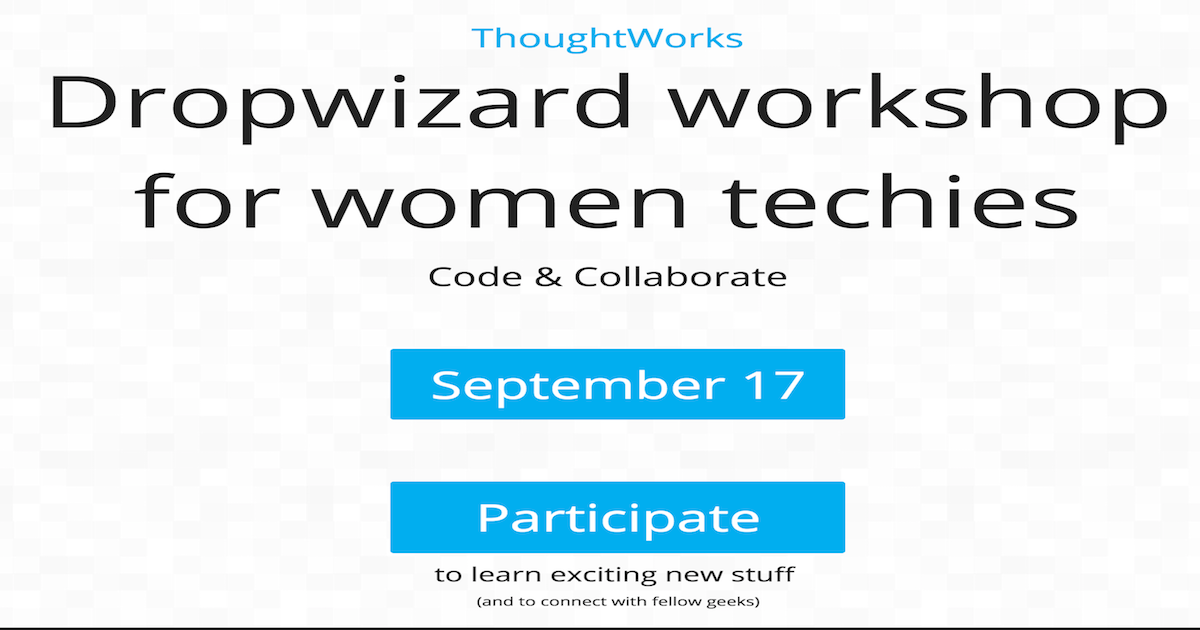 ThoughtWorks
Dropwizard workshop
for women techies
Code & Collaborate
September 17
Participate
to learn exciting new stuff
(and to connect with fellow geeks)